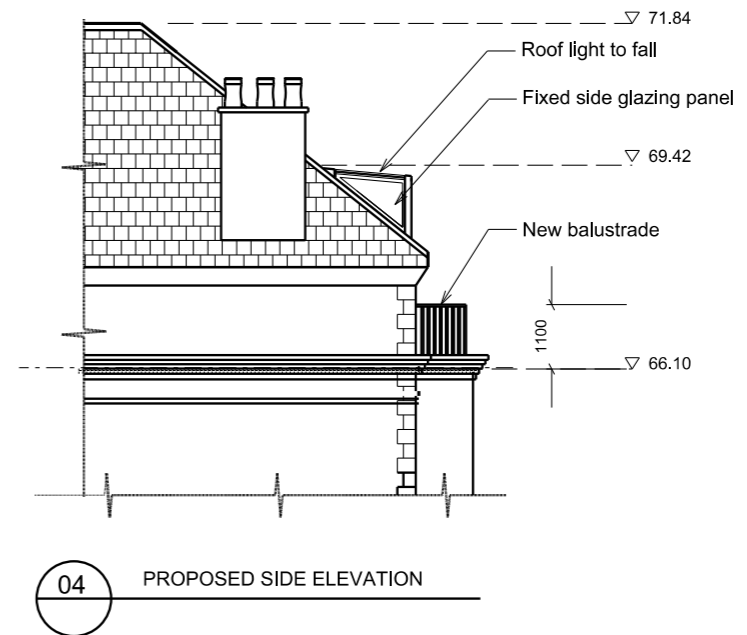 71.84
Roof light to fall
Fixed side glazing panel
69.42
New balustrade
1100
66.10
04
PROPOSED SIDE ELEVATION